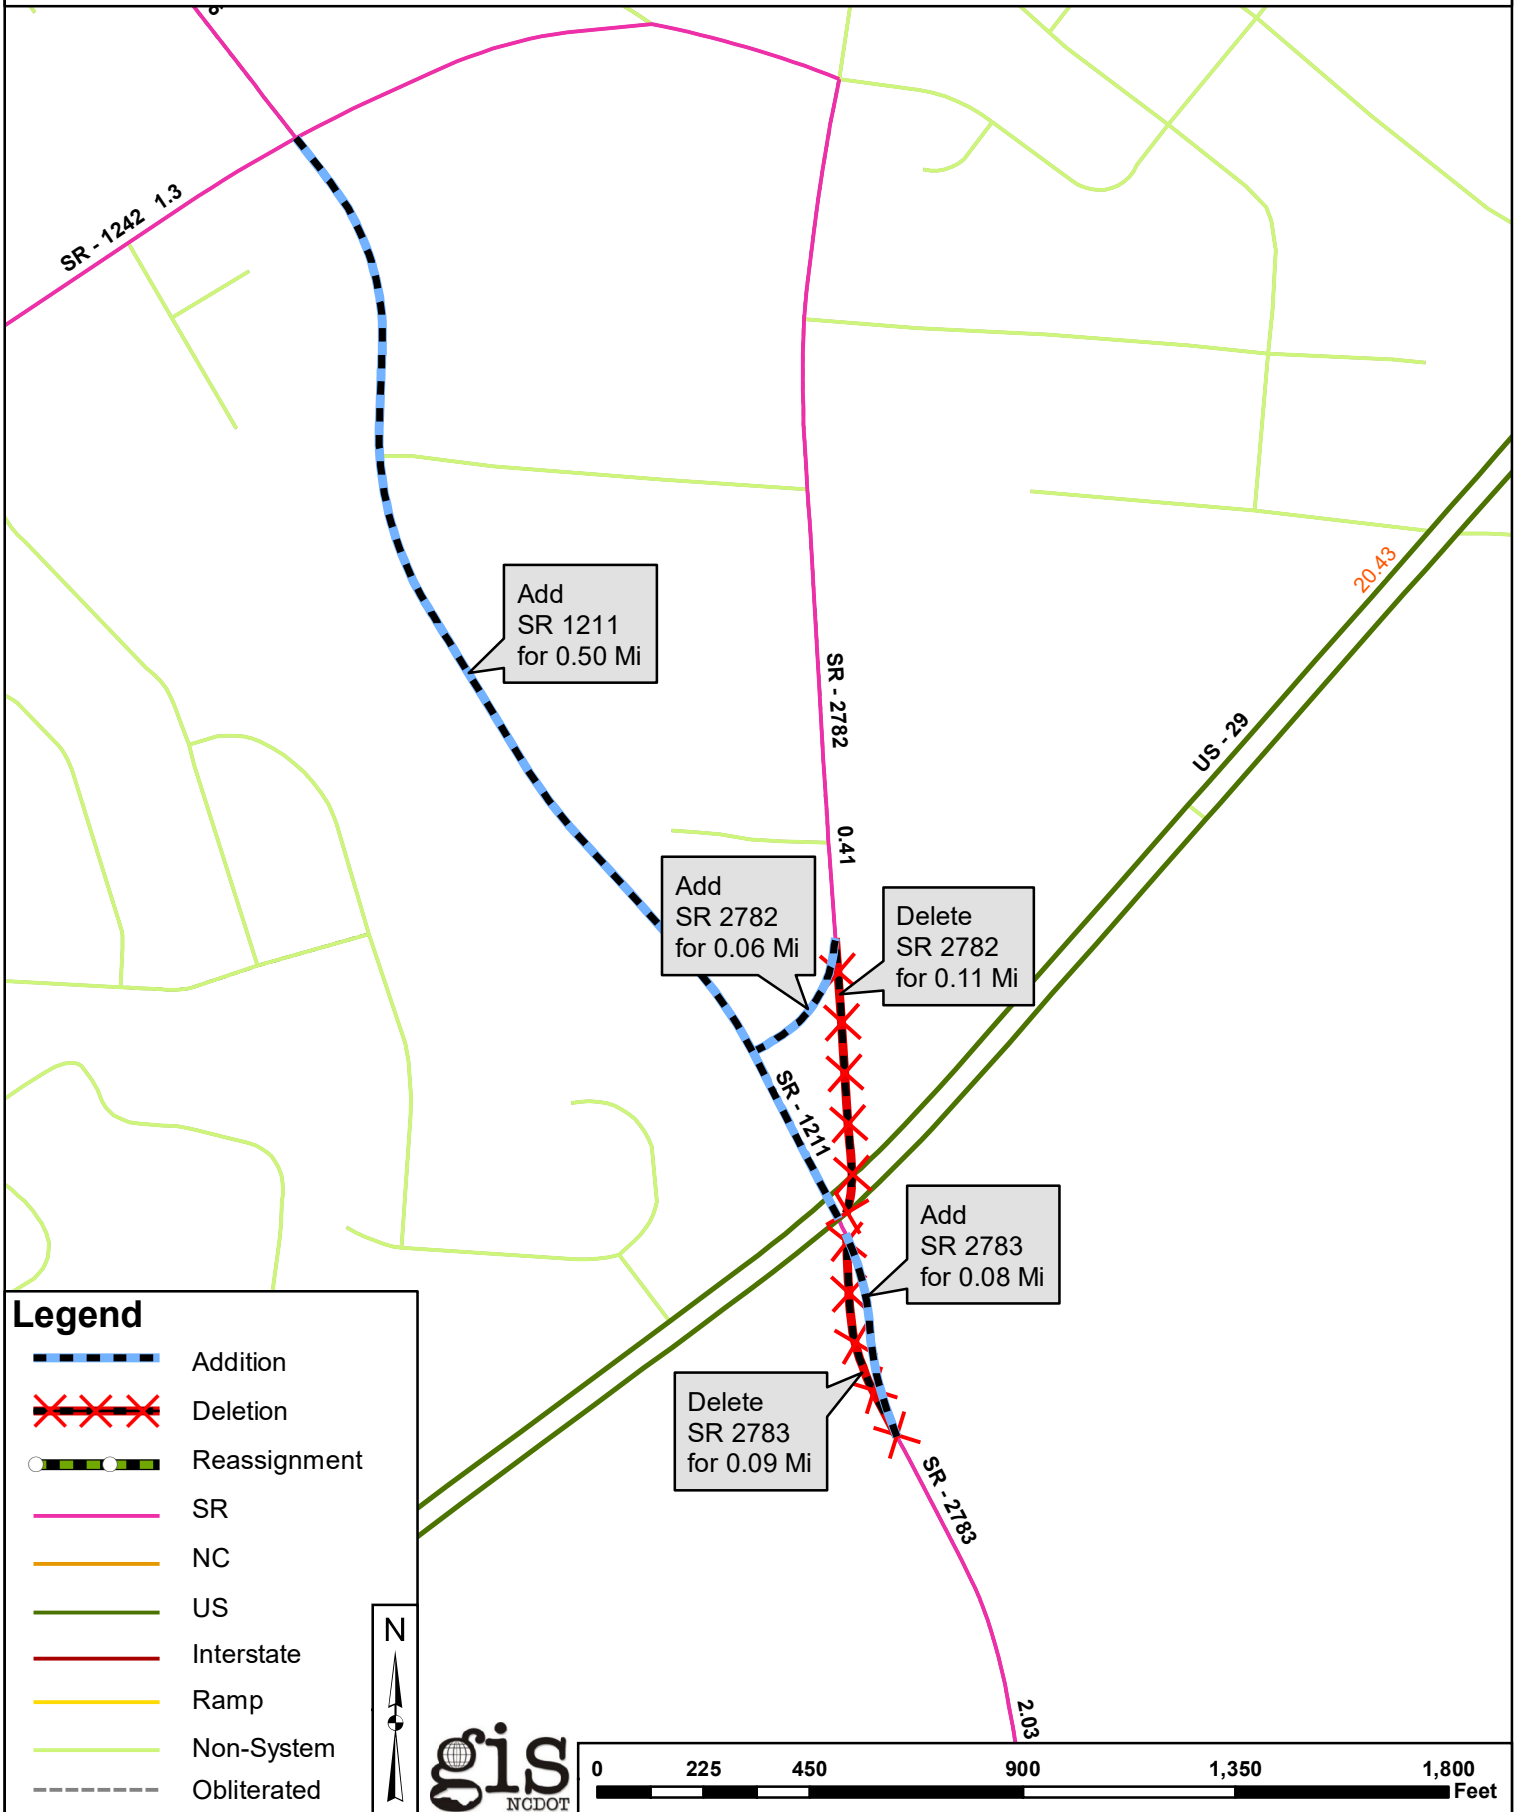 SR - 1242 1.3
Add
SR 1211
for 0.50 Mi
20.43
SR - 2782
US - 29
0.41
Add
SR 2782
for 0.06 Mi
Delete
SR 2782
for 0.11 Mi
SR - 1211
Add
SR 2783
for 0.08 Mi
Delete
SR 2783
for 0.09 Mi
SR - 2783
2.03
Legend
Addition
Deletion
Reassignment
SR
NC
US
Interstate
Ramp
Non-System
Obliterated
N
gis
NCDOT
0 225 450 900 1,350 1,800
Feet